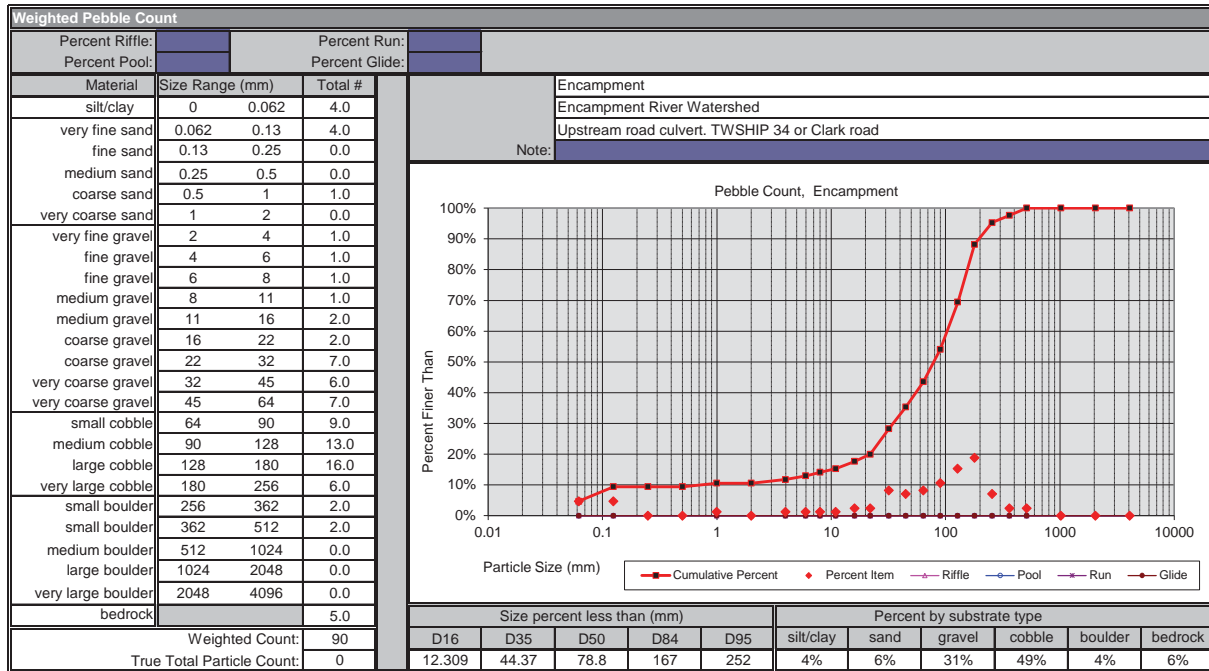 Weighted Pebble Count
Percent Riffle: Percent Run:
Percent Pool: Percent Glide:
Material Size Range (mm) Total #
silt/clay 0 0.062 4.0
very fine sand 0.062 0.13 4.0
fine sand 0.13 0.25 0.0
medium sand 0.25 0.5 0.0
coarse sand 0.5 1 1.0
very coarse sand 1 2 0.0
very fine gravel 2 4 1.0
fine gravel 4 6 1.0
fine gravel 6 8 1.0
medium gravel 8 11 1.0
medium gravel 11 16 2.0
coarse gravel 16 22 2.0
coarse gravel 22 32 7.0
very coarse gravel 32 45 6.0
very coarse gravel 45 64 7.0
small cobble 64 90 9.0
medium cobble 90 128 13.0
large cobble 128 180 16.0
very large cobble 180 256 6.0
small boulder 256 362 2.0
small boulder 362 512 2.0
medium boulder 512 1024 0.0
large boulder 1024 2048 0.0
very large boulder 2048 4096 0.0
bedrock 5.0
Weighted Count: 90
True Total Particle Count: 0
Encampment
Encampment River Watershed
Upstream road culvert. TWSHIP 34 or Clark road
Note:
Pebble Count, Encampment
Percent Finer Than
100%
90%
80%
70%
60%
50%
40%
30%
20%
10%
0%
0.01 0.1 1 10 100 1000 10000
Particle Size (mm)
Cumulative Percent Percent Item Riffle Pool Run Glide
Size percent less than (mm) Percent by substrate type
D16 D35 D50 D84 D95 silt/clay sand gravel cobble boulder bedrock
12.309 44.37 78.8 167 252 4% 6% 31% 49% 4% 6%